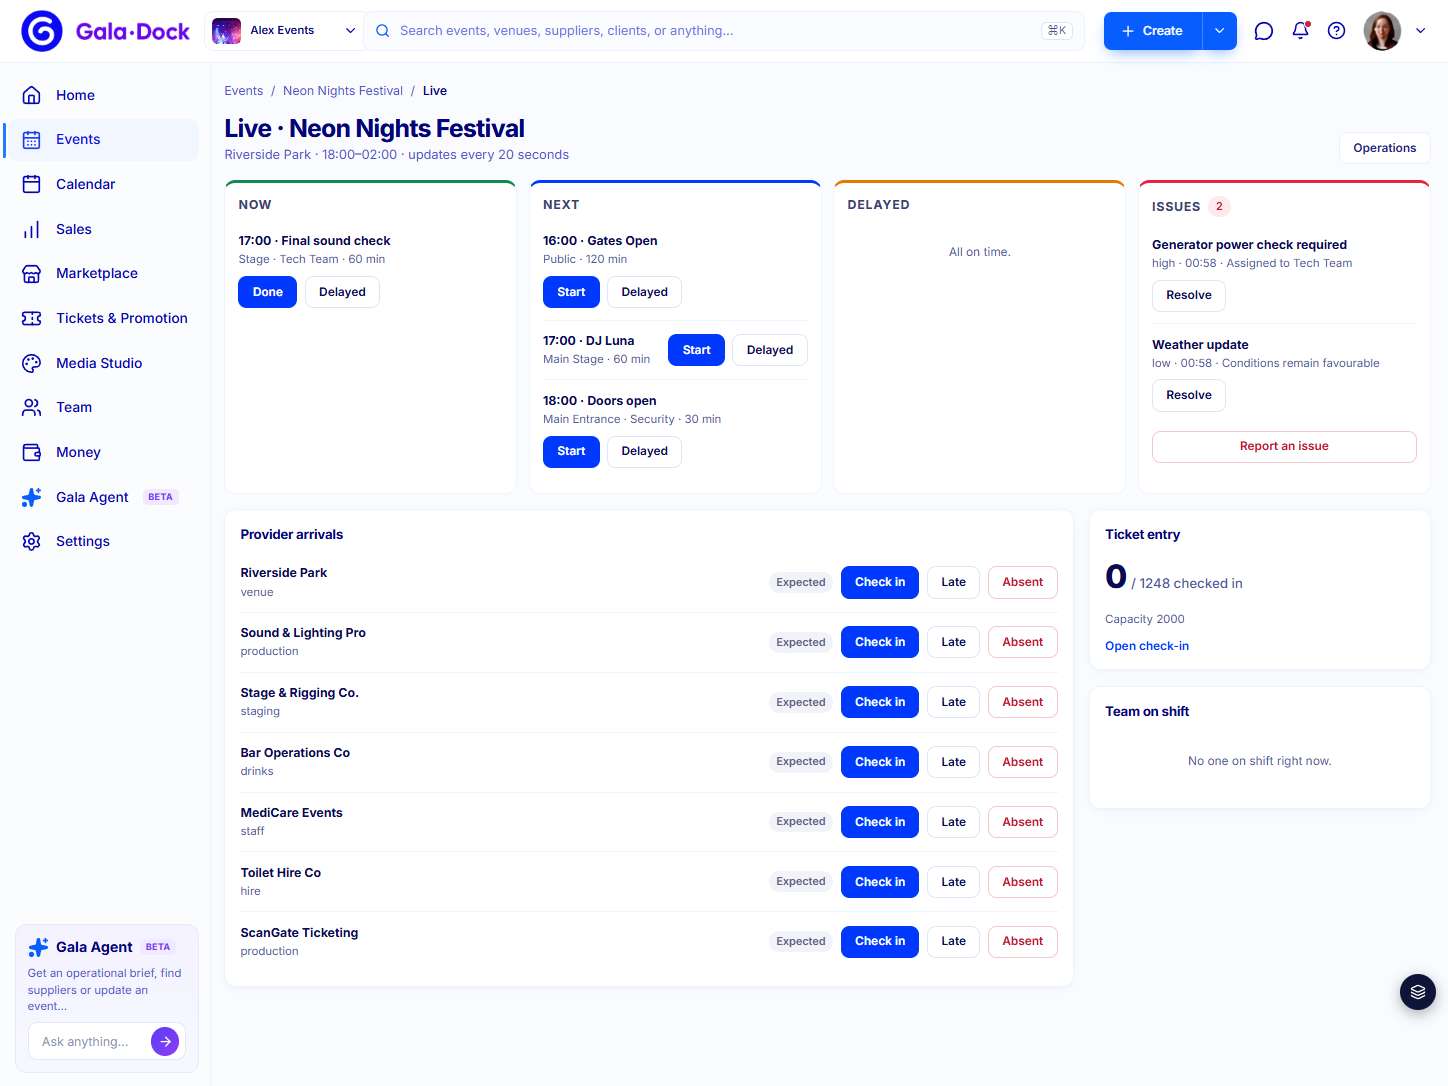 Gala·Dock
Alex Events
Search events, venues, suppliers, clients, or anything...
⌘K
+ Create
Home
Events
Calendar
Sales
Marketplace
Tickets & Promotion
Media Studio
Team
Money
Gala Agent BETA
Settings
Events / Neon Nights Festival / Live
Live · Neon Nights Festival
Riverside Park · 18:00–02:00 · updates every 20 seconds
Operations
NOW
17:00 · Final sound check
Stage · Tech Team · 60 min
Done Delayed
NEXT
16:00 · Gates Open
Public · 120 min
Start Delayed
17:00 · DJ Luna
Main Stage · 60 min
Start Delayed
18:00 · Doors open
Main Entrance · Security · 30 min
Start Delayed
DELAYED
All on time.
ISSUES 2
Generator power check required
high · 00:58 · Assigned to Tech Team
Resolve
Weather update
low · 00:58 · Conditions remain favourable
Resolve
Report an issue
Provider arrivals
Riverside Park
venue
Expected Check in Late Absent
Sound & Lighting Pro
production
Expected Check in Late Absent
Stage & Rigging Co.
staging
Expected Check in Late Absent
Bar Operations Co
drinks
Expected Check in Late Absent
MediCare Events
staff
Expected Check in Late Absent
Toilet Hire Co
hire
Expected Check in Late Absent
ScanGate Ticketing
production
Expected Check in Late Absent
Ticket entry
0 / 1248 checked in
Capacity 2000
Open check-in
Team on shift
No one on shift right now.
Gala Agent BETA
Get an operational brief, find
suppliers or update an
event...
Ask anything...